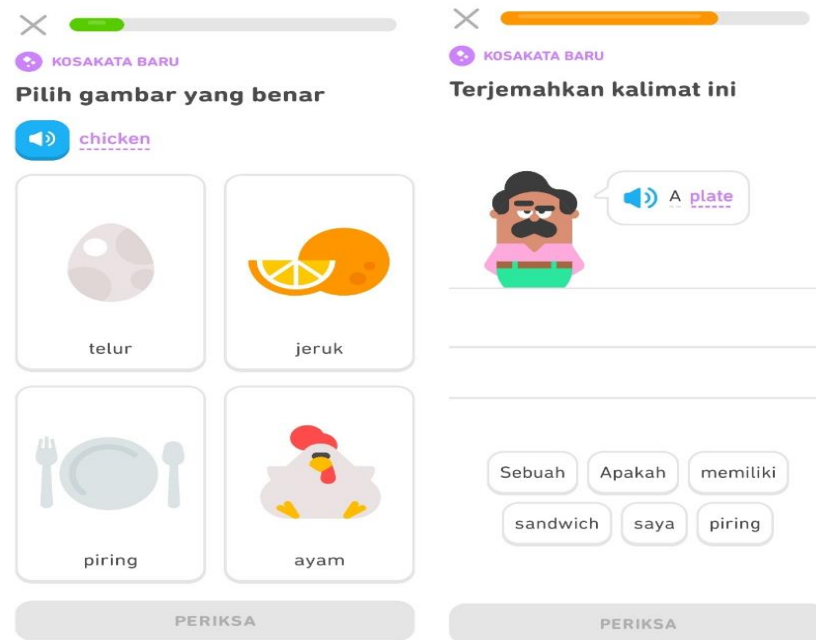 KOSAKATA BARU
Pilih gambar yang benar
chicken
telur
jeruk
piring
ayam
PERIKSA
KOSAKATA BARU
Terjemahkan kalimat ini
A plate
Sebuah
Apakah
memiliki
sandwich
saya
piring
PERIKSA